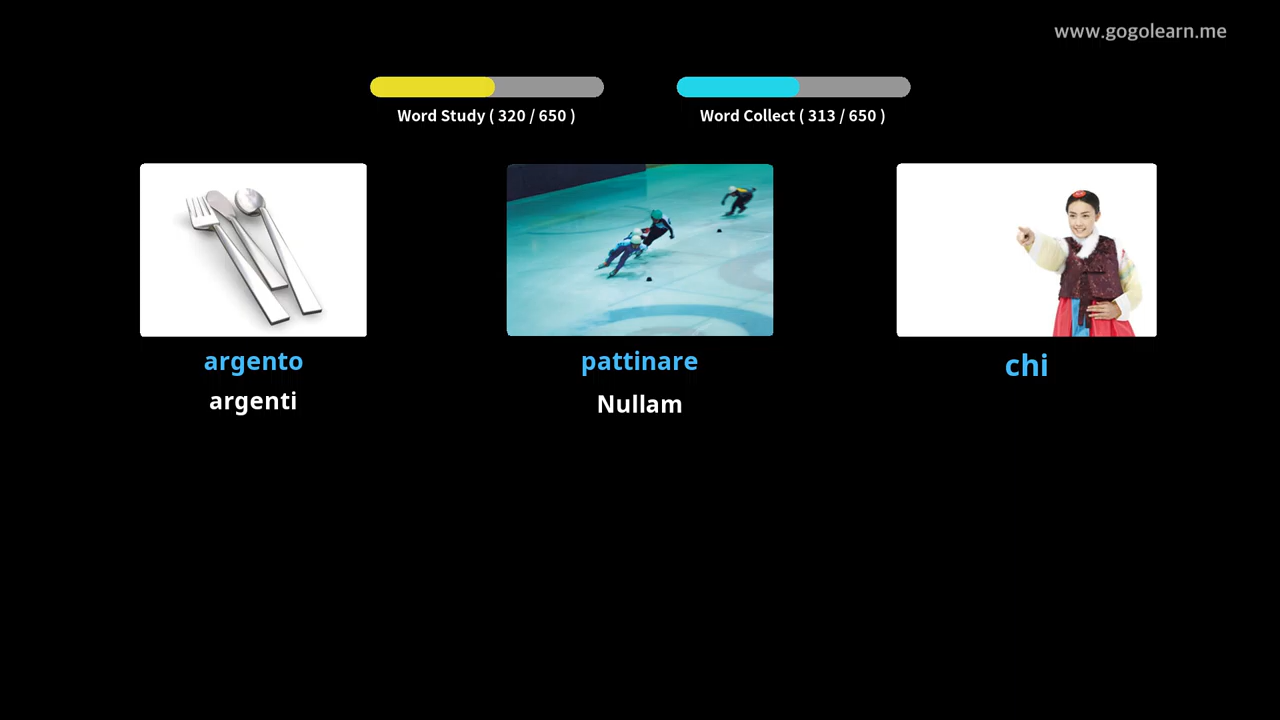 www.gogolearn.me
Word Study ( 320 / 650 )
Word Collect ( 313 / 650 )
argento
argenti
pattinare
Nullam
chi